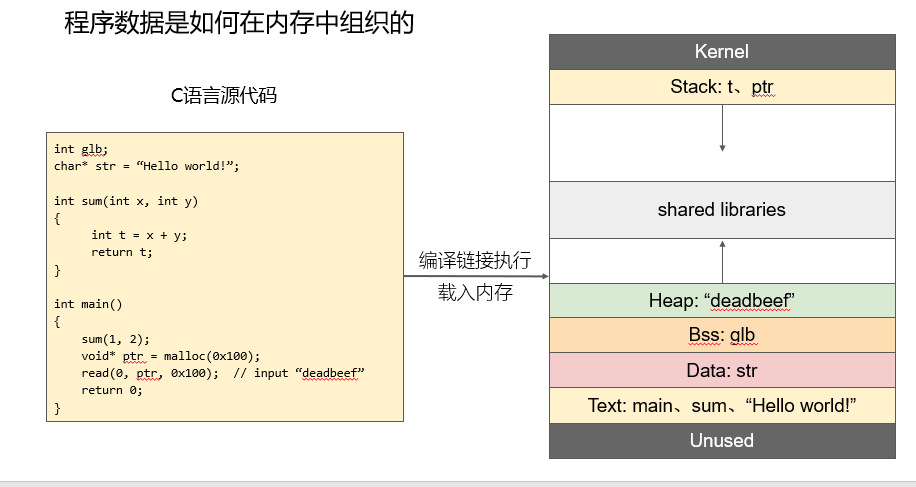 程序数据是如何在内存中组织的
C语言源代码
int glb;
char* str = “Hello world!”;
int sum(int x, int y)
{
int t = x + y;
return t;
}
int main()
{
sum(1, 2);
void* ptr = malloc(0x100);
read(0, ptr, 0x100);  // input “deadbeef”
return 0;
}
编译链接执行
载入内存
Kernel
Stack: t、ptr
shared libraries
Heap: “deadbeef”
Bss: glb
Data: str
Text: main、sum、“Hello world!”
Unused